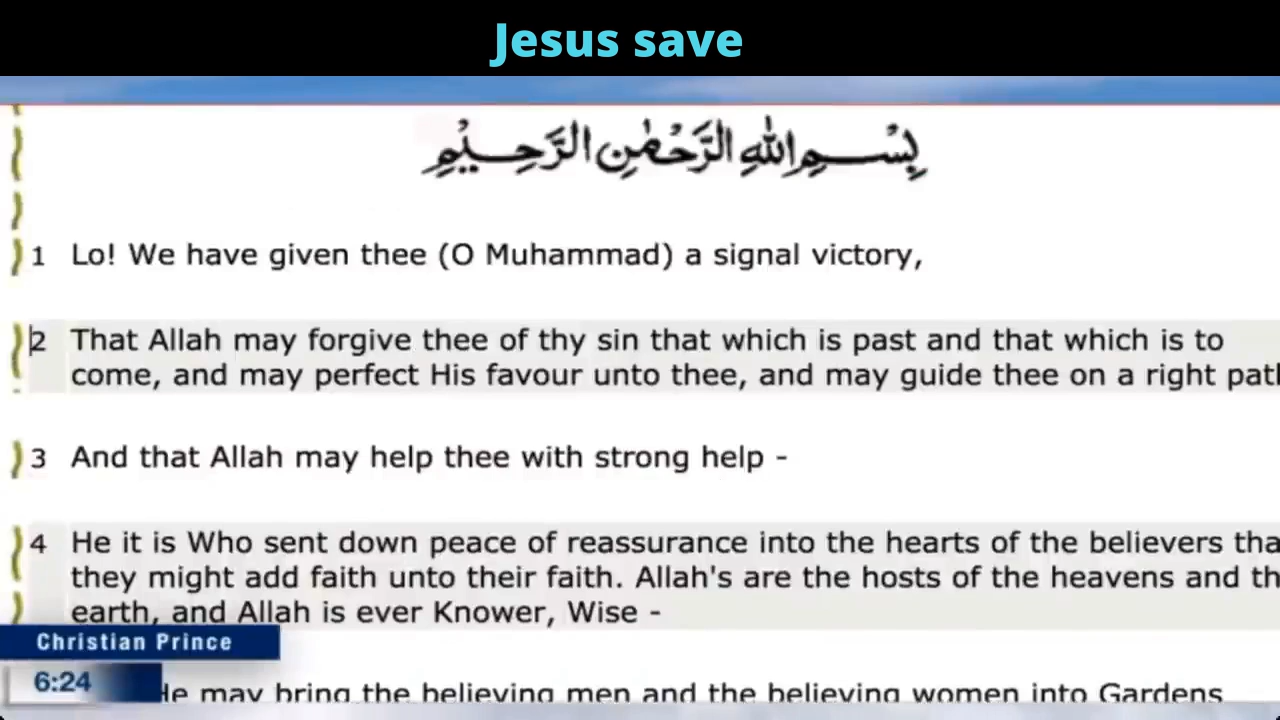 Jesus save
بِسْمِ اللهِ الرَّحْمٰنِ الرَّحِيْمِ
1 Lo! We have given thee (O Muhammad) a signal victory,
2 That Allah may forgive thee of thy sin that which is past and that which is to
come, and may perfect His favour unto thee, and may guide thee on a right
3 And that Allah may help thee with strong help -
4 He it is Who sent down peace of reassurance into the hearts of the believers
they might add faith unto their faith. Allah's are the hosts of the heavens and
earth, and Allah is ever Knower, Wise -
Christian Prince
6:24
He may bring the believing men and the believing women into Gardens